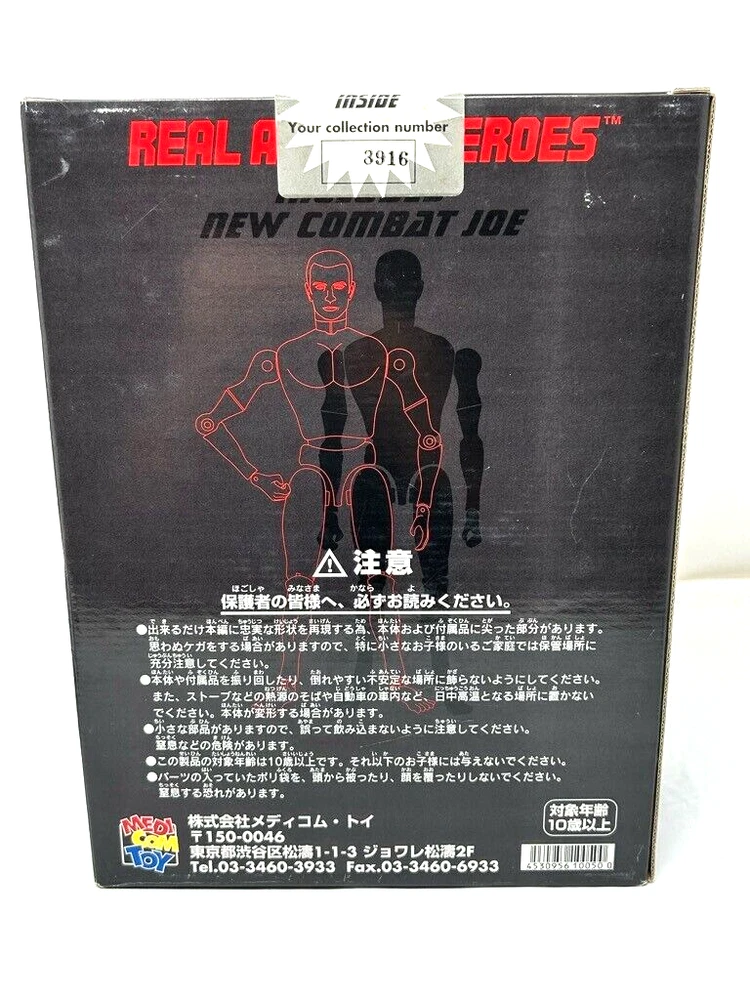 INSIDE
Your collection number
3916
REAL A EROES™
NEW COMBAT JOE
⚠注意
保護者の皆様へ、必ずお読みください。
●出来るだけ本編に忠実な形状を再現する為、本体および付属品に尖った部分があります。
思わぬケガをする場合がありますので、特に小さなお子様のいるご家庭では保管場所に
充分注意してください。
●本体や付属品を振り回したり、倒れやすい不安定な場所に飾らないようにしてください。
また、ストーブなどの熱源のそばや自動車の車内など、日中高温となる場所に置かない
でください。本体が変形する場合があります。
●小さな部品がありますので、誤って飲み込まないように注意してください。
窒息などの危険があります。
●この製品の対象年齢は10歳以上です。それ以下のお子様には与えないでください。
●パーツの入っていたポリ袋を、頭から被ったり、顔を覆ったりしないでください。
窒息する恐れがあります。
MEDI COM TOY
株式会社メディコム・トイ
〒150-0046
東京都渋谷区松濤1-1-3 ジョワレ松濤2F
Tel.03-3460-3933 Fax.03-3460-6933
対象年齢
10歳以上
4530956 10050 0